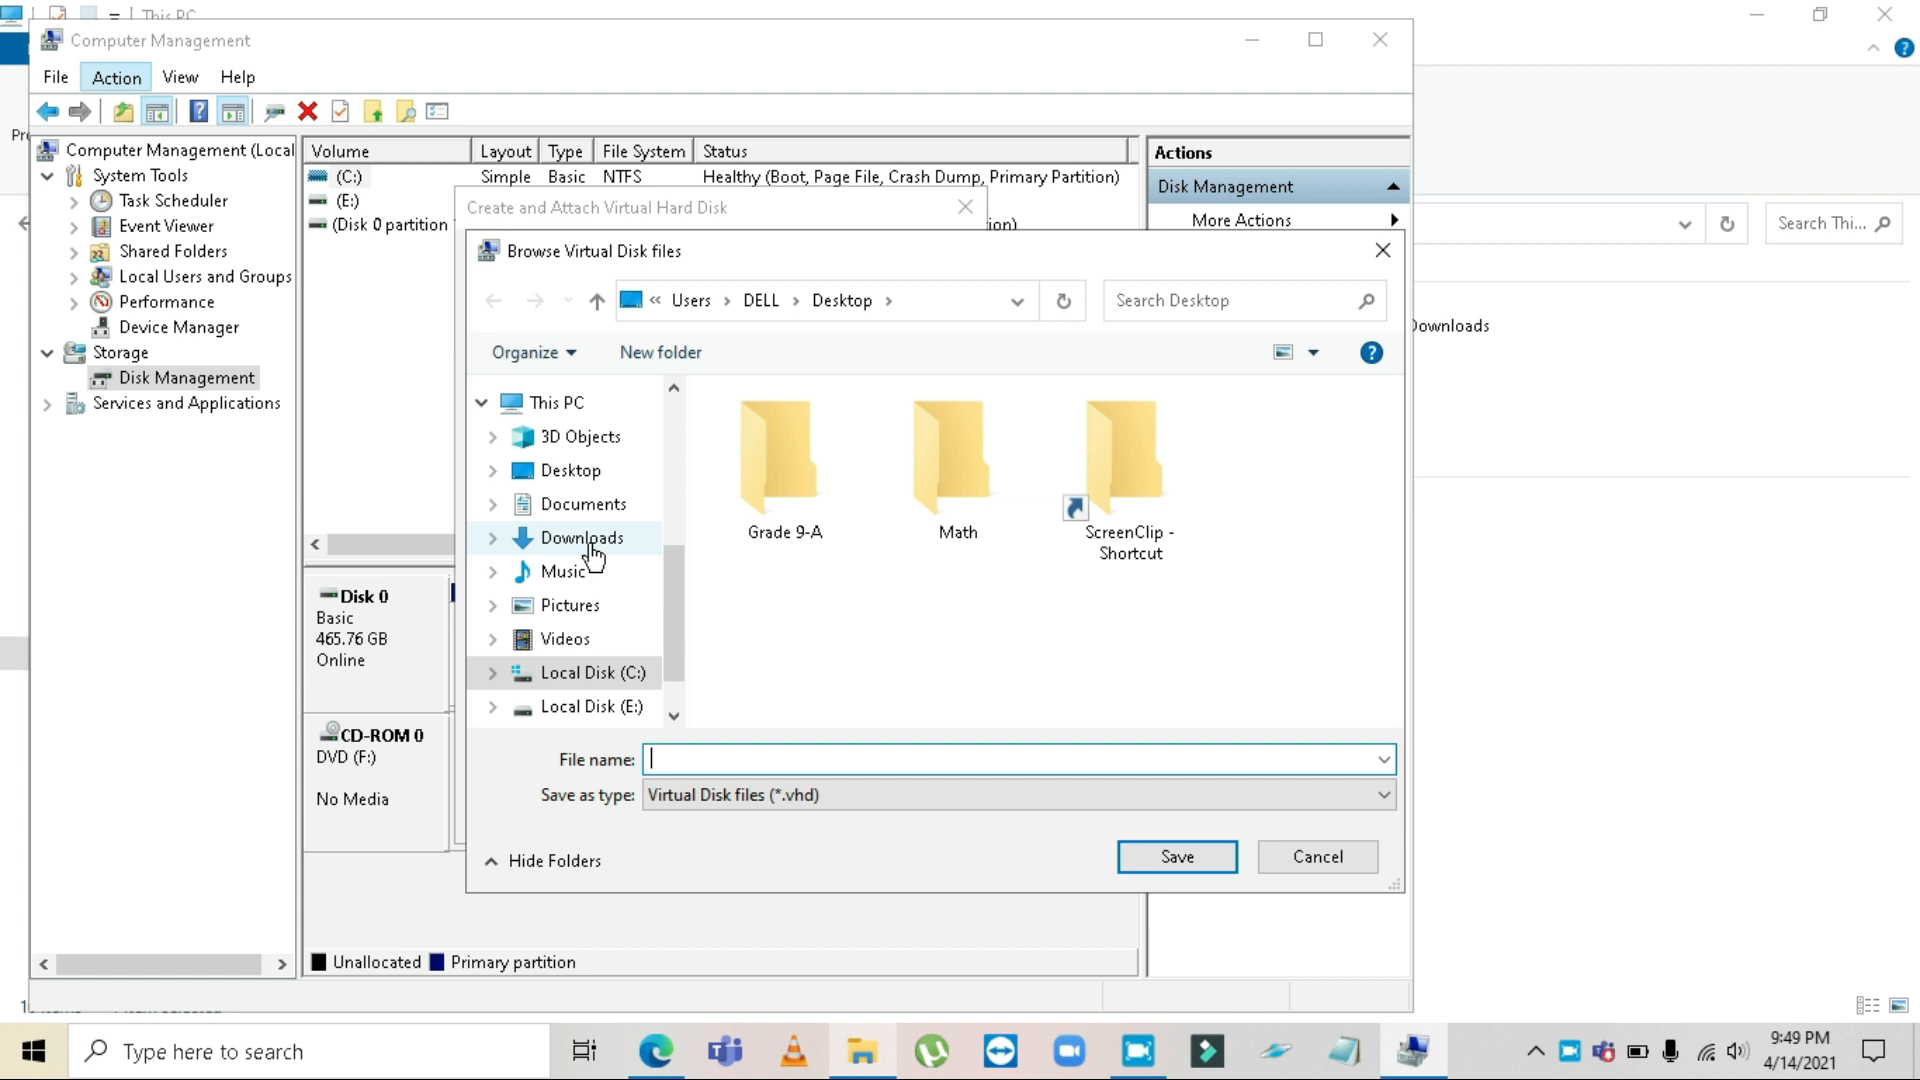 This PC
Computer Management
File Action View Help
Computer Management (Local
System Tools
Task Scheduler
Event Viewer
Shared Folders
Local Users and Groups
Performance
Device Manager
Storage
Disk Management
Services and Applications
Volume Layout Type File System Status
(C:) Simple Basic NTFS Healthy (Boot, Page File, Crash Dump, Primary Partition)
(E:)
(Disk 0 partition
ion)
Actions
Disk Management
More Actions
Create and Attach Virtual Hard Disk
Browse Virtual Disk files
« Users › DELL › Desktop ›
Search Desktop
Organize New folder
This PC
3D Objects
Desktop
Documents
Downloads
Music
Pictures
Videos
Local Disk (C:)
Local Disk (E:)
Grade 9-A
Math
ScreenClip -
Shortcut
File name:
Save as type: Virtual Disk files (*.vhd)
Hide Folders
Save
Cancel
Disk 0
Basic
465.76 GB
Online
CD-ROM 0
DVD (F:)
No Media
Unallocated Primary partition
Search Thi...
Downloads
Type here to search
9:49 PM
4/14/2021